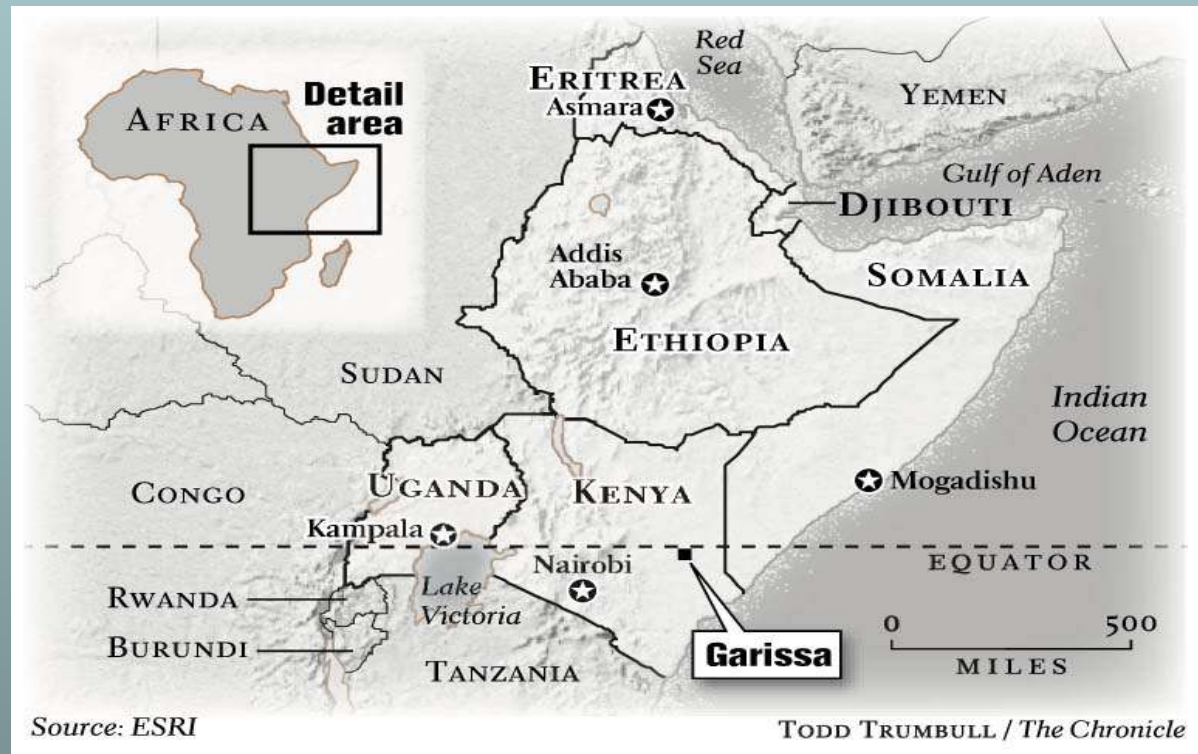 AFRICA
Detail
area
Red
Sea
ERITREA
Asmara
YEMEN
Gulf of Aden
DJIBOUTI
Addis
Ababa
SOMALIA
ETHIOPIA
SUDAN
Indian
Ocean
CONGO
UGANDA
KENYA
Mogadishu
Kampala
EQUATOR
Nairobi
RWANDA
Lake
Victoria
BURUNDI
Garissa
TANZANIA
0 500
MILES
Source: ESRI
TODD TRUMBULL / The Chronicle